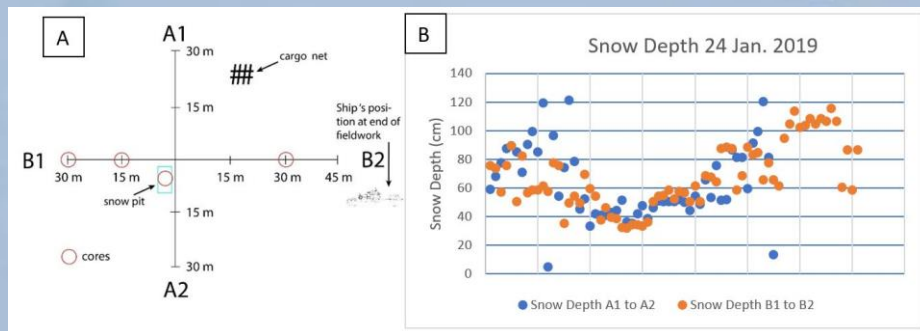 A
A1
30 m
cargo net
15 m
Ship's posi-
tion at end of
fieldwork
B1
B2
30 m
15 m
15 m
30 m
45 m
snow pit
15 m
cores
30 m
A2
B
Snow Depth 24 Jan. 2019
Snow Depth (cm)
140
120
100
80
60
40
20
0
Snow Depth A1 to A2
Snow Depth B1 to B2